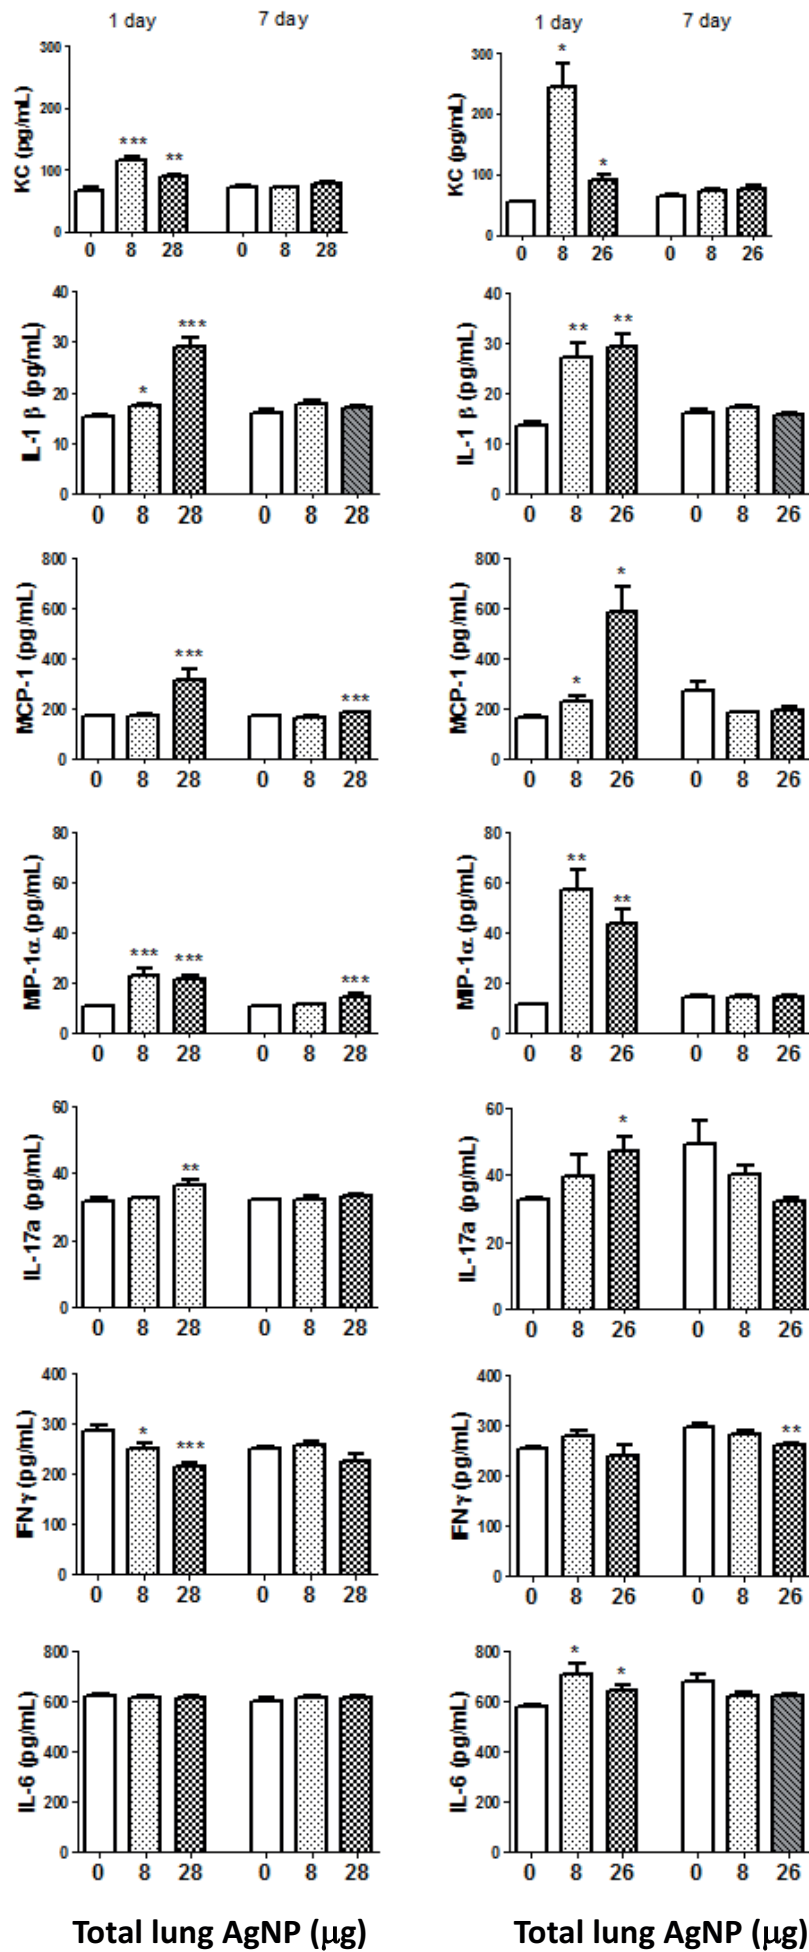 1 day 7 day
300
200
100
0
KC (pg/mL)
*** **
0 8 28 0 8 28
1 day 7 day
300
200
100
0
KC (pg/mL)
* *
0 8 26 0 8 26
40
30
20
10
0
IL-1 β (pg/mL)
* ***
0 8 28 0 8 28
40
30
20
10
0
IL-1 β (pg/mL)
** **
0 8 26 0 8 26
800
600
400
200
0
MCP-1 (pg/mL)
*** ***
0 8 28 0 8 28
800
600
400
200
0
MCP-1 (pg/mL)
* *
0 8 26 0 8 26
80
60
40
20
0
MIP-1α (pg/mL)
*** *** ***
0 8 28 0 8 28
80
60
40
20
0
MIP-1α (pg/mL)
** **
0 8 26 0 8 26
60
40
20
0
IL-17a (pg/mL)
**
0 8 28 0 8 28
60
40
20
0
IL-17a (pg/mL)
*
0 8 26 0 8 26
400
300
200
100
0
IFNγ (pg/mL)
* ***
0 8 28 0 8 28
400
300
200
100
0
IFNγ (pg/mL)
**
0 8 26 0 8 26
800
600
400
200
0
IL-6 (pg/mL)
0 8 28 0 8 28
800
600
400
200
0
IL-6 (pg/mL)
* *
0 8 26 0 8 26
Total lung AgNP (μg)
Total lung AgNP (μg)